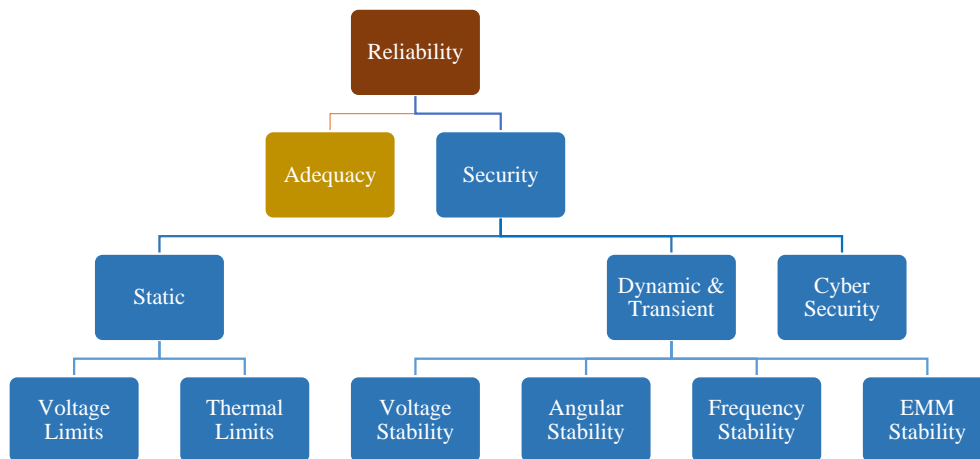 Reliability
Adequacy
Security
Static
Dynamic &
Transient
Cyber
Security
Voltage
Limits
Thermal
Limits
Voltage
Stability
Angular
Stability
Frequency
Stability
EMM
Stability